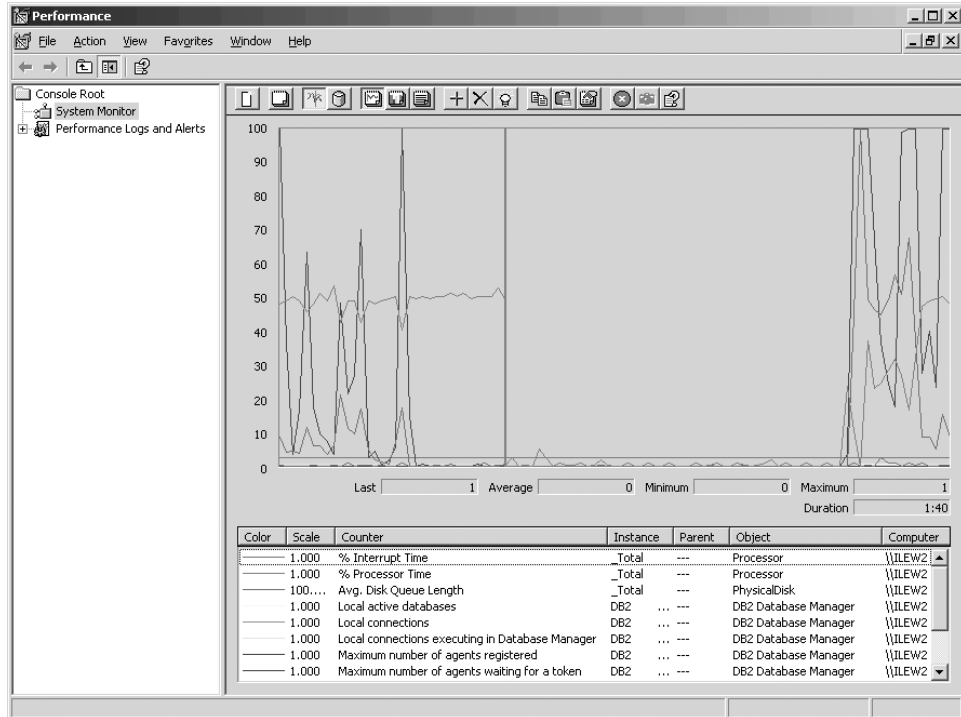 Performance
File Action View Favorites Window Help
Console Root
System Monitor
Performance Logs and Alerts
100
90
80
70
60
50
40
30
20
10
0
Last 1 Average 0 Minimum 0 Maximum 1
Duration 1:40
Color Scale Counter Instance Parent Object Computer
1.000 % Interrupt Time _Total --- Processor \\ILEW2
1.000 % Processor Time _Total --- Processor \\ILEW2
100.... Avg. Disk Queue Length _Total --- PhysicalDisk \\ILEW2
1.000 Local active databases DB2 ... --- DB2 Database Manager \\ILEW2
1.000 Local connections DB2 ... --- DB2 Database Manager \\ILEW2
1.000 Local connections executing in Database Manager DB2 ... --- DB2 Database Manager \\ILEW2
1.000 Maximum number of agents registered DB2 ... --- DB2 Database Manager \\ILEW2
1.000 Maximum number of agents waiting for a token DB2 ... --- DB2 Database Manager \\ILEW2